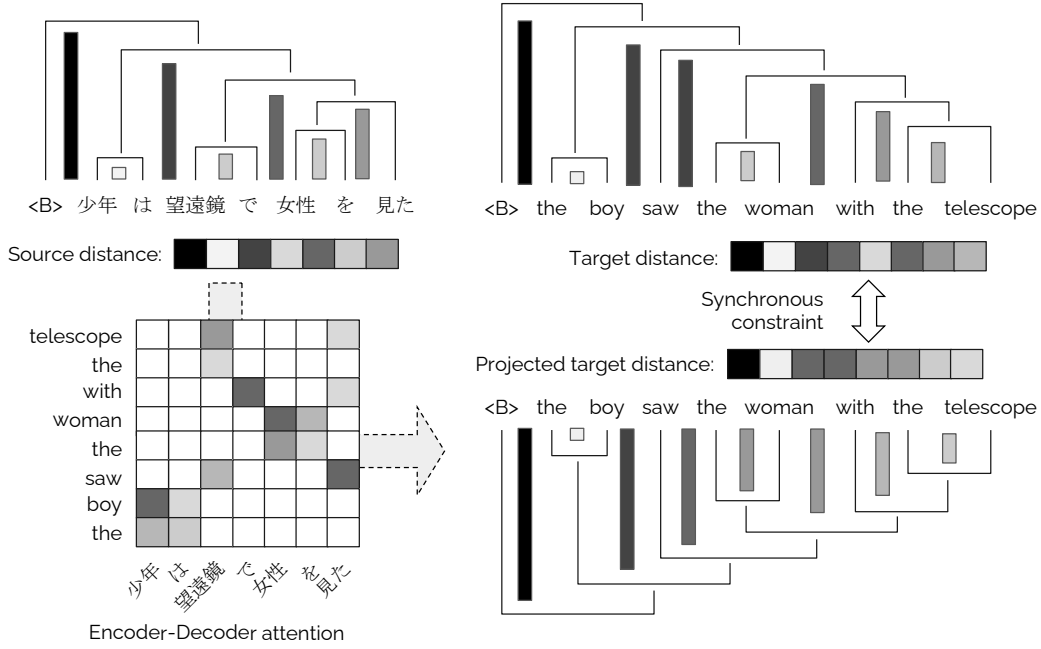 <B> 少年 は 望遠鏡 で 女性 を 見た
Source distance:
telescope
the
with
woman
the
saw
boy
the
少年 は 望遠鏡 で 女性 を 見た
Encoder-Decoder attention
<B> the boy saw the woman with the telescope
Target distance:
Synchronous
constraint
Projected target distance:
<B> the boy saw the woman with the telescope